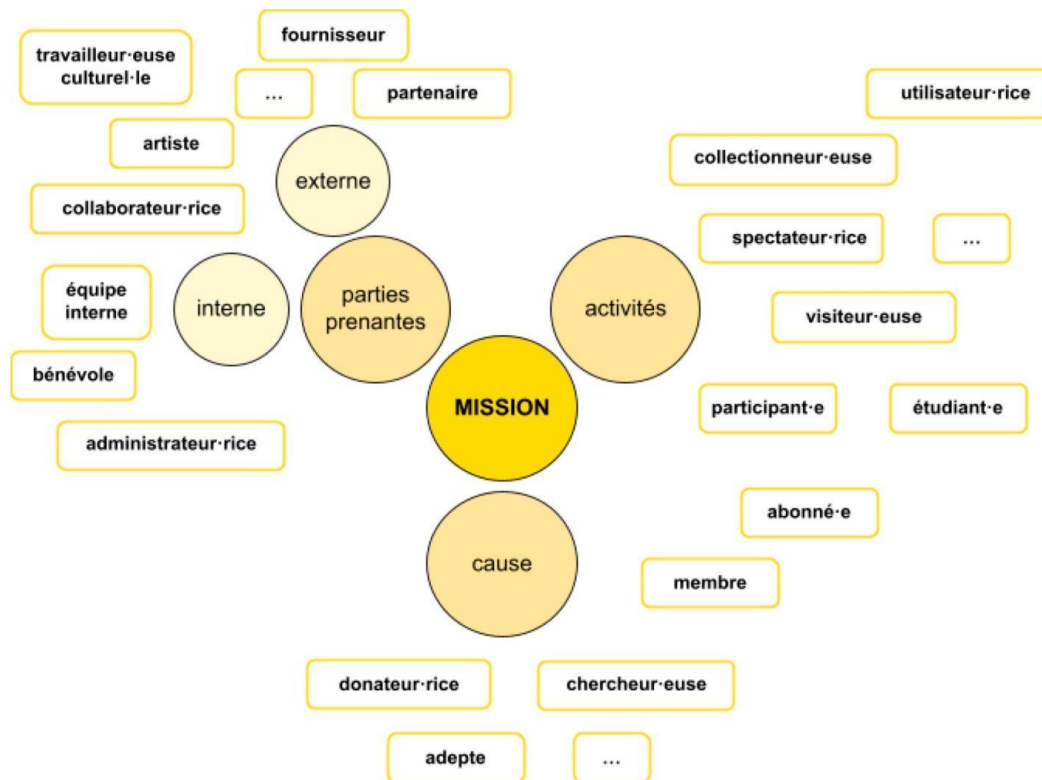 fournisseur
travailleur·euse
culturel·le
...
partenaire
utilisateur·rice
artiste
collectionneur·euse
externe
collaborateur·rice
spectateur·rice
...
équipe
interne
interne
parties
prenantes
activités
visiteur·euse
bénévole
MISSION
participant·e
étudiant·e
administrateur·rice
abonné·e
cause
membre
donateur·rice
chercheur·euse
adepte
...